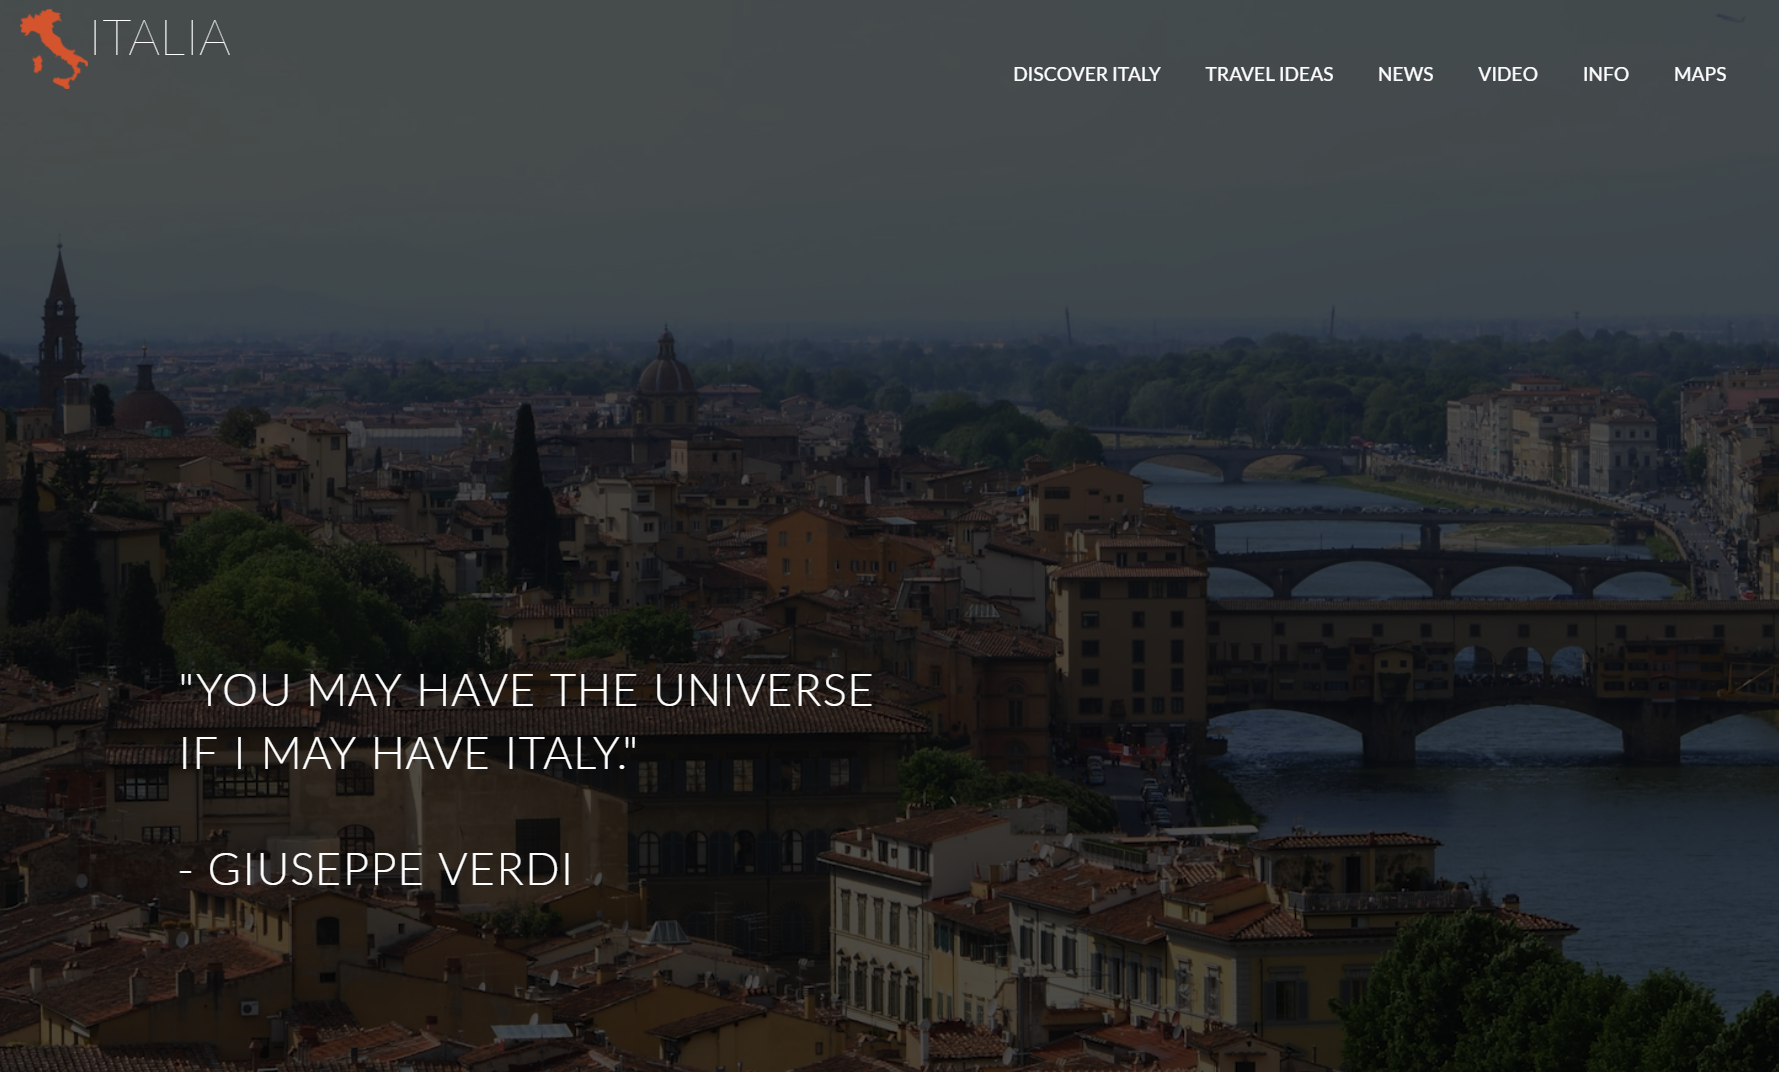 ITALIA
DISCOVER ITALY TRAVEL IDEAS NEWS VIDEO INFO MAPS
"YOU MAY HAVE THE UNIVERSE
IF I MAY HAVE ITALY."
- GIUSEPPE VERDI